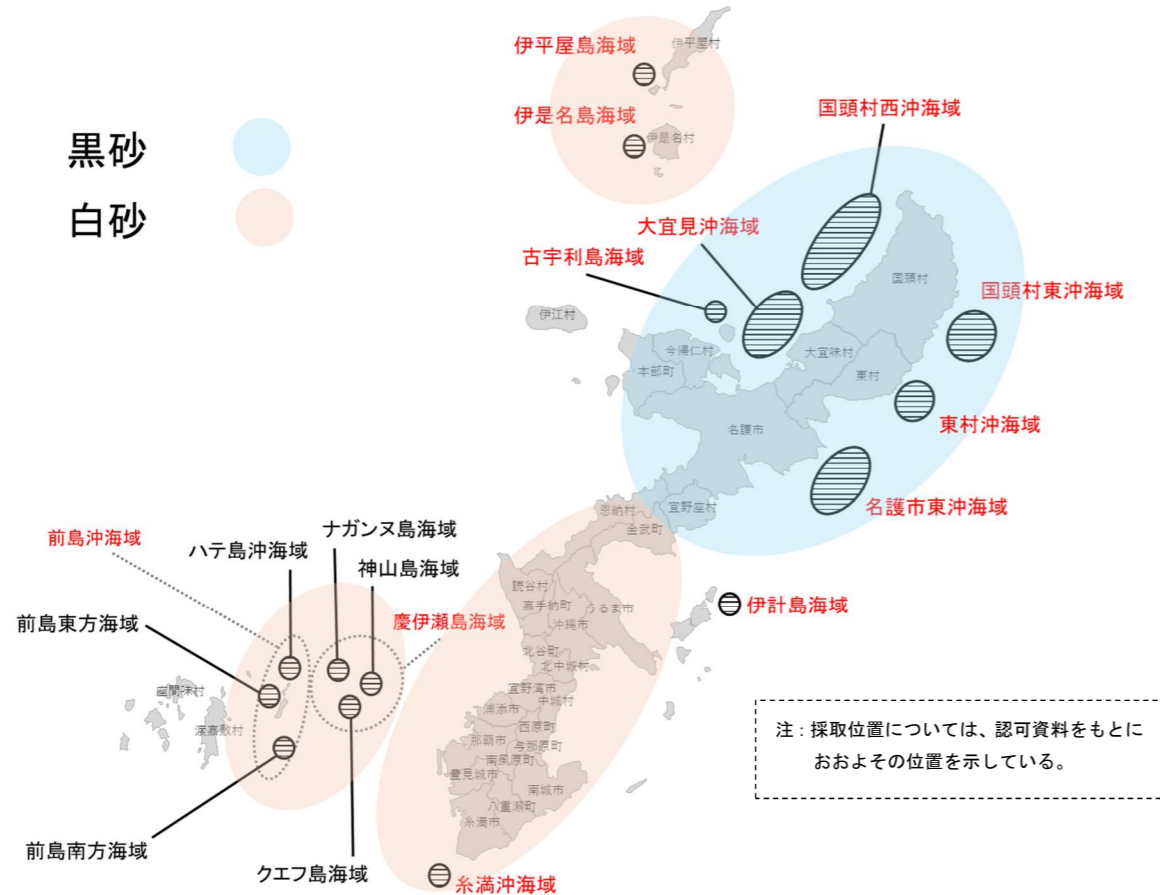 伊平屋島海域
伊平屋村
伊是名島海域
伊是名村
黒砂
白砂
国頭村西沖海域
大宜見沖海域
古宇利島海域
国頭村
国頭村東沖海域
伊江村
今帰仁村
大宜味村
本部町
東村
東村沖海域
名護市
名護市東沖海域
恩納村
宜野座村
金武町
前島沖海域
ハテ島沖海域
ナガンヌ島海域
神山島海域
慶伊瀬島海域
前島東方海域
読谷村
嘉手納町
うるま市
沖縄市
伊計島海域
北谷町
北中城村
座間味村
渡嘉敷村
宜野湾市
中城村
浦添市
西原町
那覇市
与那原町
南風原町
豊見城市
南城市
八重瀬町
糸満市
前島南方海域
クエフ島海域
糸満沖海域
注：採取位置については、認可資料をもとに
おおよその位置を示している。